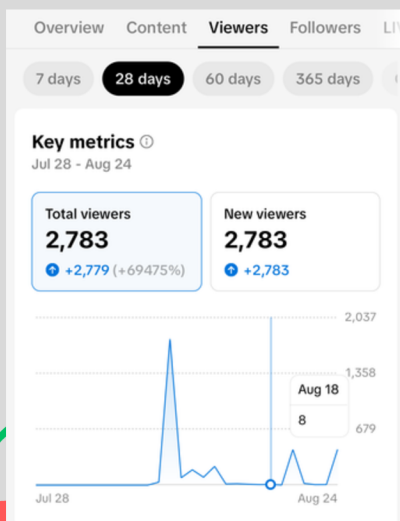 Overview Content Viewers Followers LI
7 days 28 days 60 days 365 days
Key metrics
Jul 28 - Aug 24
Total viewers New viewers
2,783 2,783
+2,779 (+69475%) +2,783
2,037
1,358
Aug 18
8
679
Jul 28 Aug 24